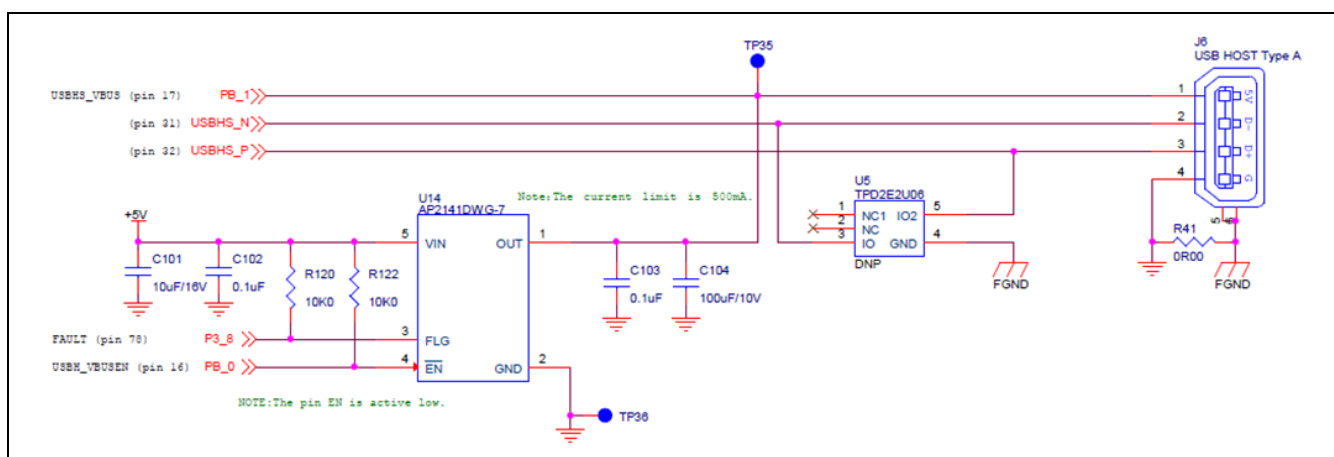 TP35
J6
USB HOST Type A
USBHS_VBUS (pin 17) PB_1
1
5V
(pin 31) USBHS_N
2
D-
(pin 32) USBHS_P
3
D+
4
G
U14
AP2141DWG-7
Note:The current limit is 500mA.
U5
TPD2E2U06
1 NC1 IO2 5
2 NC
3 IO GND 4
DNP
5 6
R41
0R00
FGND
FGND
+5V
5 VIN OUT 1
C101
10uF/16V
C102
0.1uF
R120
10K0
R122
10K0
C103
0.1uF
C104
100uF/10V
FAULT (pin 78) P3_8
3 FLG
USBH_VBUSEN (pin 16) PB_0
4 EN GND 2
NOTE:The pin EN is active low.
TP36